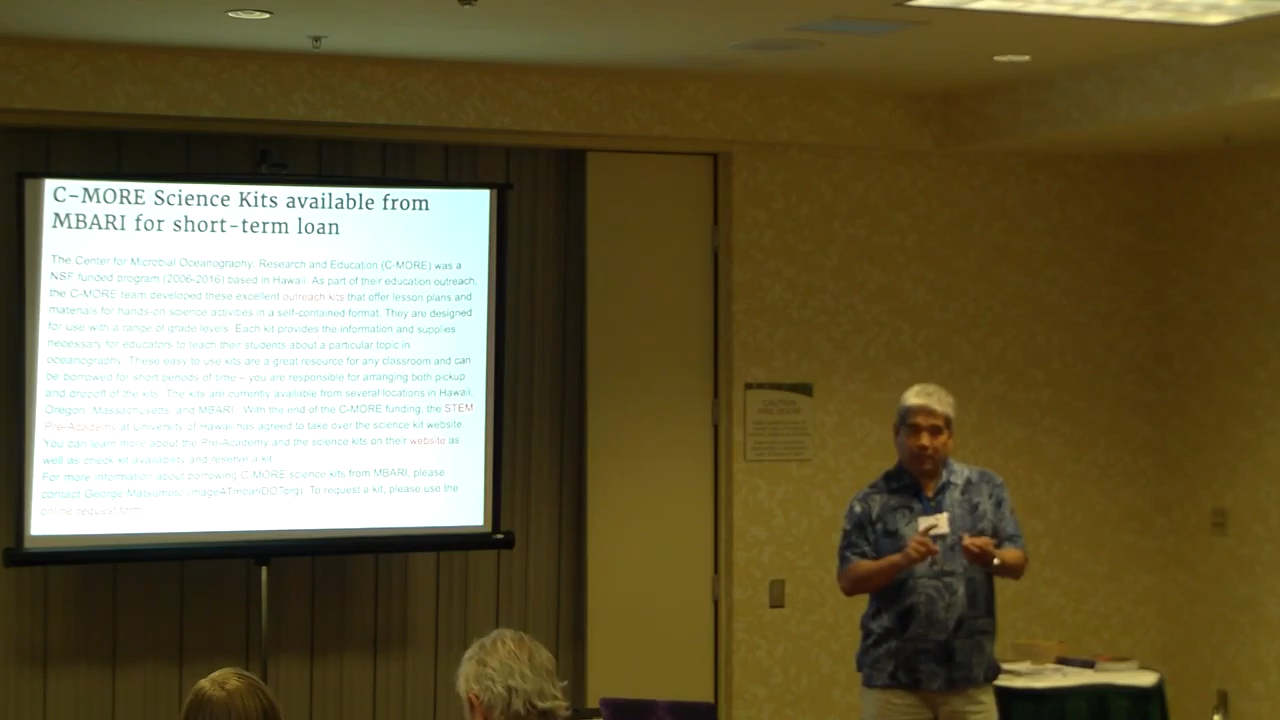 C-MORE Science Kits available from
MBARI for short-term loan
The Center for Microbial Oceanography: Research and Education (C-MORE) was a
NSF funded program (2006-2016) based in Hawaii. As part of their education outreach,
the C-MORE team developed these excellent outreach kits that offer lesson plans and
materials for hands-on science activities in a self-contained format. They are designed
for use with a range of grade levels. Each kit provides the information and supplies
necessary for educators to teach their students about a particular topic in
oceanography. These easy to use kits are a great resource for any classroom and can
be borrowed for short periods of time – you are responsible for arranging both pickup
and dropoff of the kits. The kits are currently available from several locations in Hawaii,
Oregon, Massachusetts, and MBARI. With the end of the C-MORE funding, the STEM
Pre-Academy at University of Hawaii has agreed to take over the science kit website.
You can learn more about the Pre-Academy and the science kits on their website as
well as check kit availability and reserve a kit.
For more information about borrowing C-MORE science kits from MBARI, please
contact George Matsumoto (mageATmbariDOTorg). To request a kit, please use the
online request form.
CAUTION
FIRE DOOR